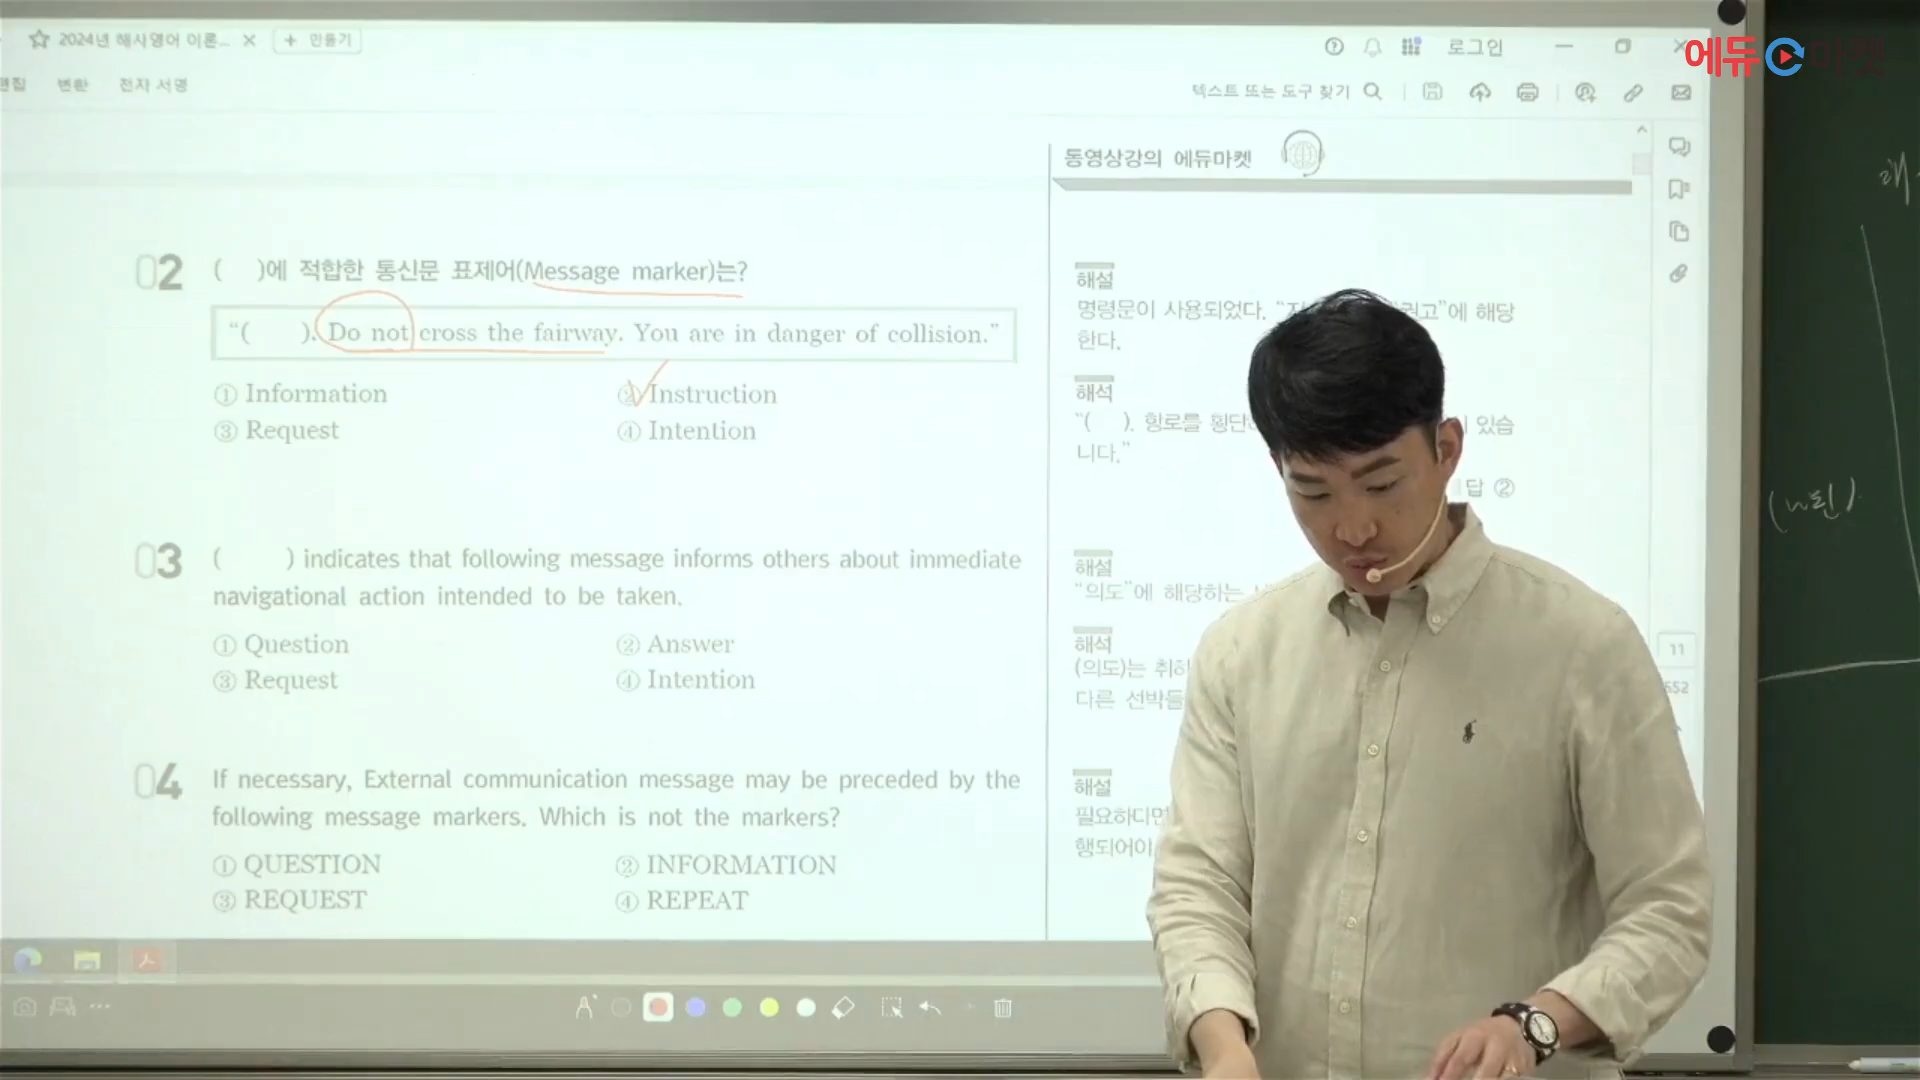 2024년 해사영어 이론...
만들기
로그인
에듀 마켓
편집 변환 전자 서명
텍스트 또는 도구 찾기
동영상강의 에듀마켓
02 ( )에 적합한 통신문 표제어(Message marker)는?
“( ). Do not cross the fairway. You are in danger of collision.”
① Information ② Instruction
③ Request ④ Intention
해설
명령문이 사용되었다. 에 해당
한다.
해석
“( ). 항로를 있습
니다.”
답 ②
03 ( ) indicates that following message informs others about immediate
navigational action intended to be taken.
① Question ② Answer
③ Request ④ Intention
해설
“의도”에 해당하는
해석
(의도)는 취하
다른 선박들
11
552
04 If necessary, External communication message may be preceded by the
following message markers. Which is not the markers?
① QUESTION ② INFORMATION
③ REQUEST ④ REPEAT
해설
필요하다면
행되어야